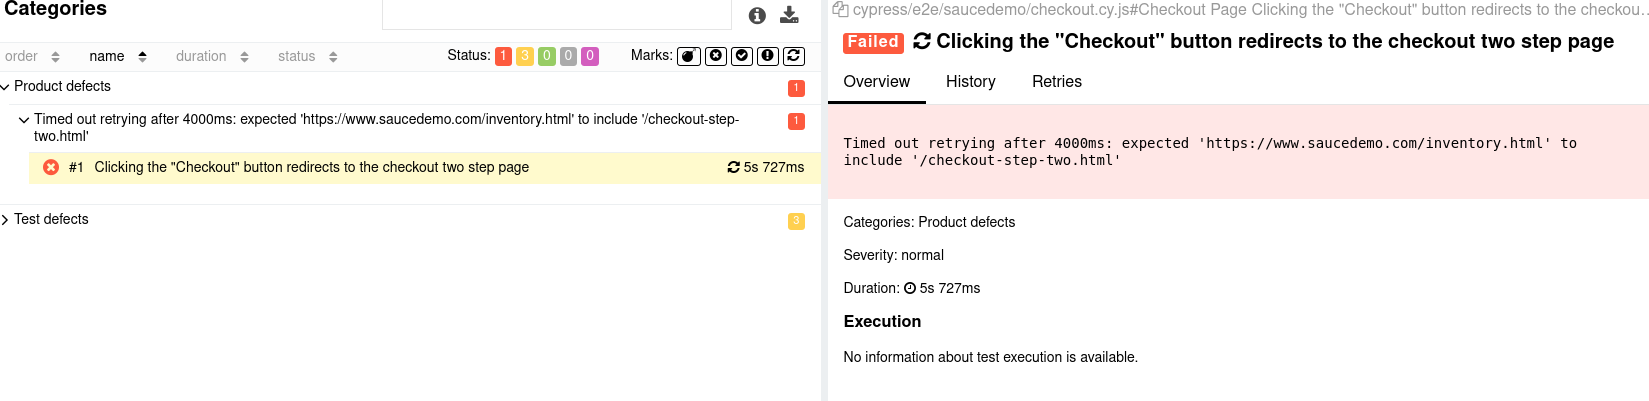 Categories
order name duration status Status: 1 3 0 0 0 Marks:
Product defects 1
Timed out retrying after 4000ms: expected 'https://www.saucedemo.com/inventory.html' to include '/checkout-step-
two.html'
1
#1 Clicking the "Checkout" button redirects to the checkout two step page 5s 727ms
Test defects 3
cypress/e2e/saucedemo/checkout.cy.js#Checkout Page Clicking the "Checkout" button redirects to the checkou...
Failed Clicking the "Checkout" button redirects to the checkout two step page
Overview History Retries
Timed out retrying after 4000ms: expected 'https://www.saucedemo.com/inventory.html' to
include '/checkout-step-two.html'
Categories: Product defects
Severity: normal
Duration: 5s 727ms
Execution
No information about test execution is available.